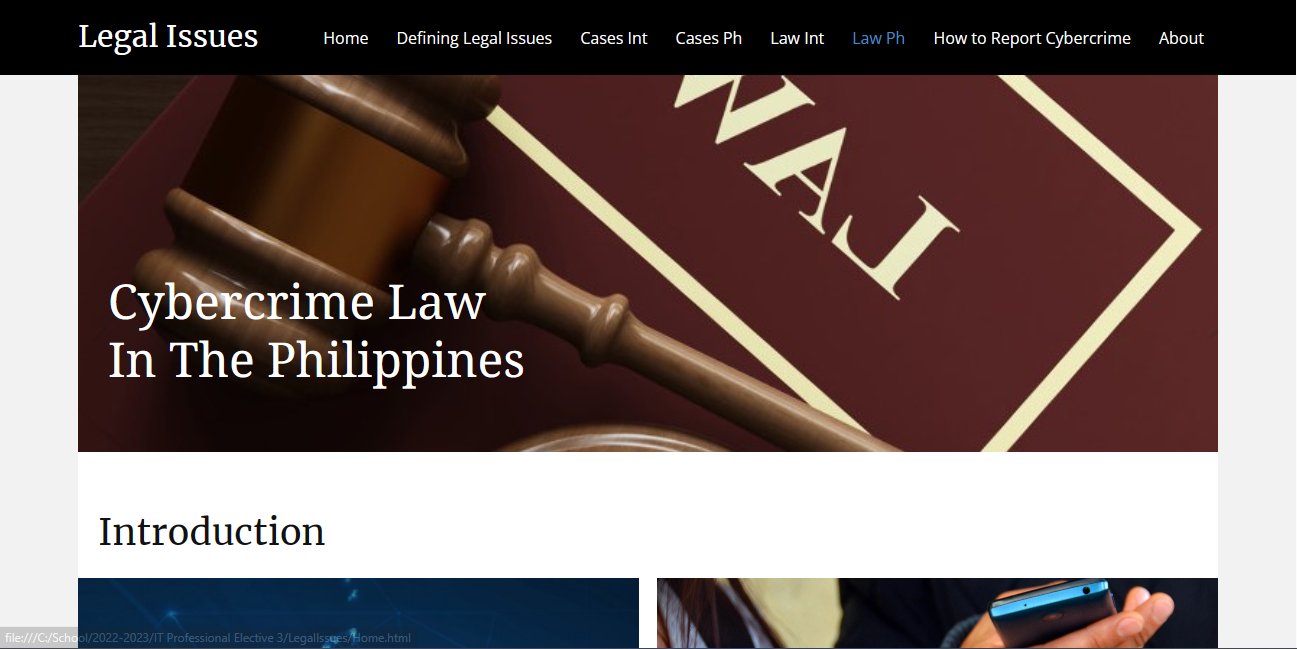 Legal Issues
Home Defining Legal Issues Cases Int Cases Ph Law Int Law Ph How to Report Cybercrime About
LAW
Cybercrime Law
In The Philippines
Introduction
file:///C:/School/2022-2023/IT Professional Elective 3/LegalIssues/Home.html